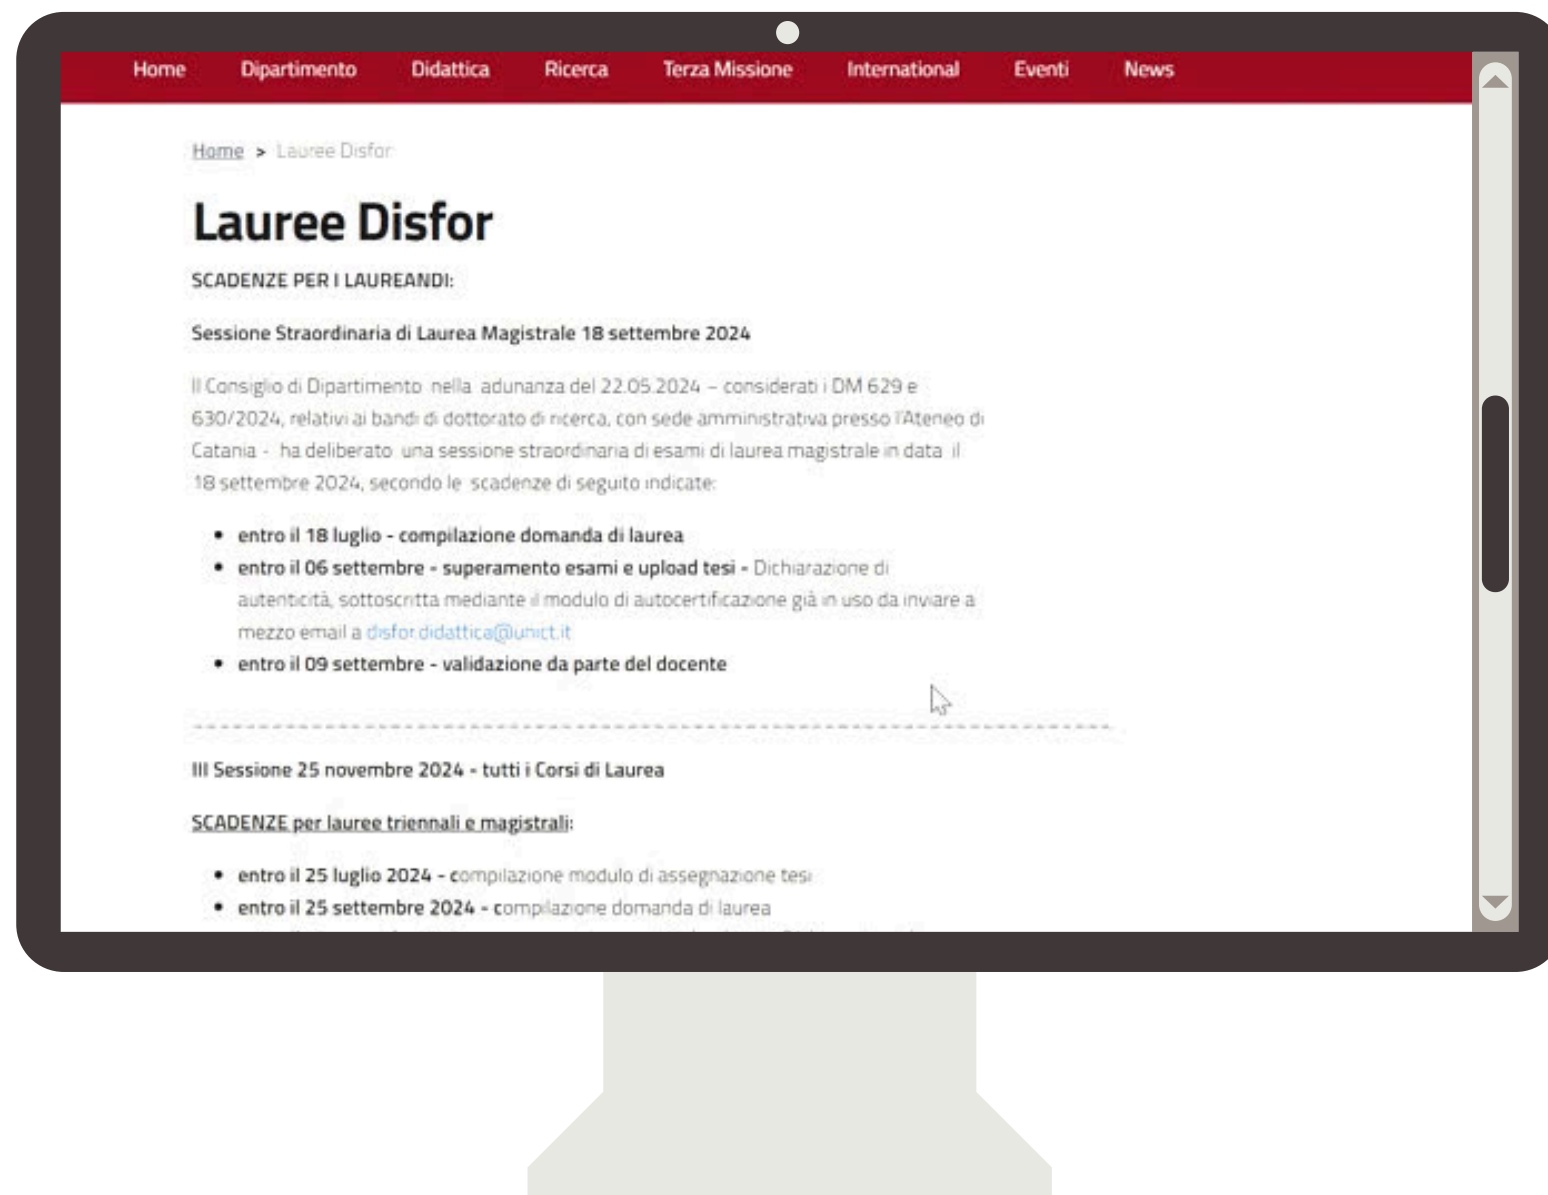 Home Dipartimento Didattica Ricerca Terza Missione International Eventi News
Home > Lauree Disfor
Lauree Disfor
SCADENZE PER I LAUREANDI:
Sessione Straordinaria di Laurea Magistrale 18 settembre 2024
Il Consiglio di Dipartimento nella adunanza del 22.05.2024 – considerati i DM 629 e
630/2024, relativi ai bandi di dottorato di ricerca, con sede amministrativa presso l'Ateneo di
Catania - ha deliberato una sessione straordinaria di esami di laurea magistrale in data il
18 settembre 2024, secondo le scadenze di seguito indicate:
• entro il 18 luglio - compilazione domanda di laurea
• entro il 06 settembre - superamento esami e upload tesi - Dichiarazione di
autenticità, sottoscritta mediante il modulo di autocertificazione già in uso da inviare a
mezzo email a disfor.didattica@unict.it
• entro il 09 settembre - validazione da parte del docente
III Sessione 25 novembre 2024 - tutti i Corsi di Laurea
SCADENZE per lauree triennali e magistrali:
• entro il 25 luglio 2024 - compilazione modulo di assegnazione tesi
• entro il 25 settembre 2024 - compilazione domanda di laurea